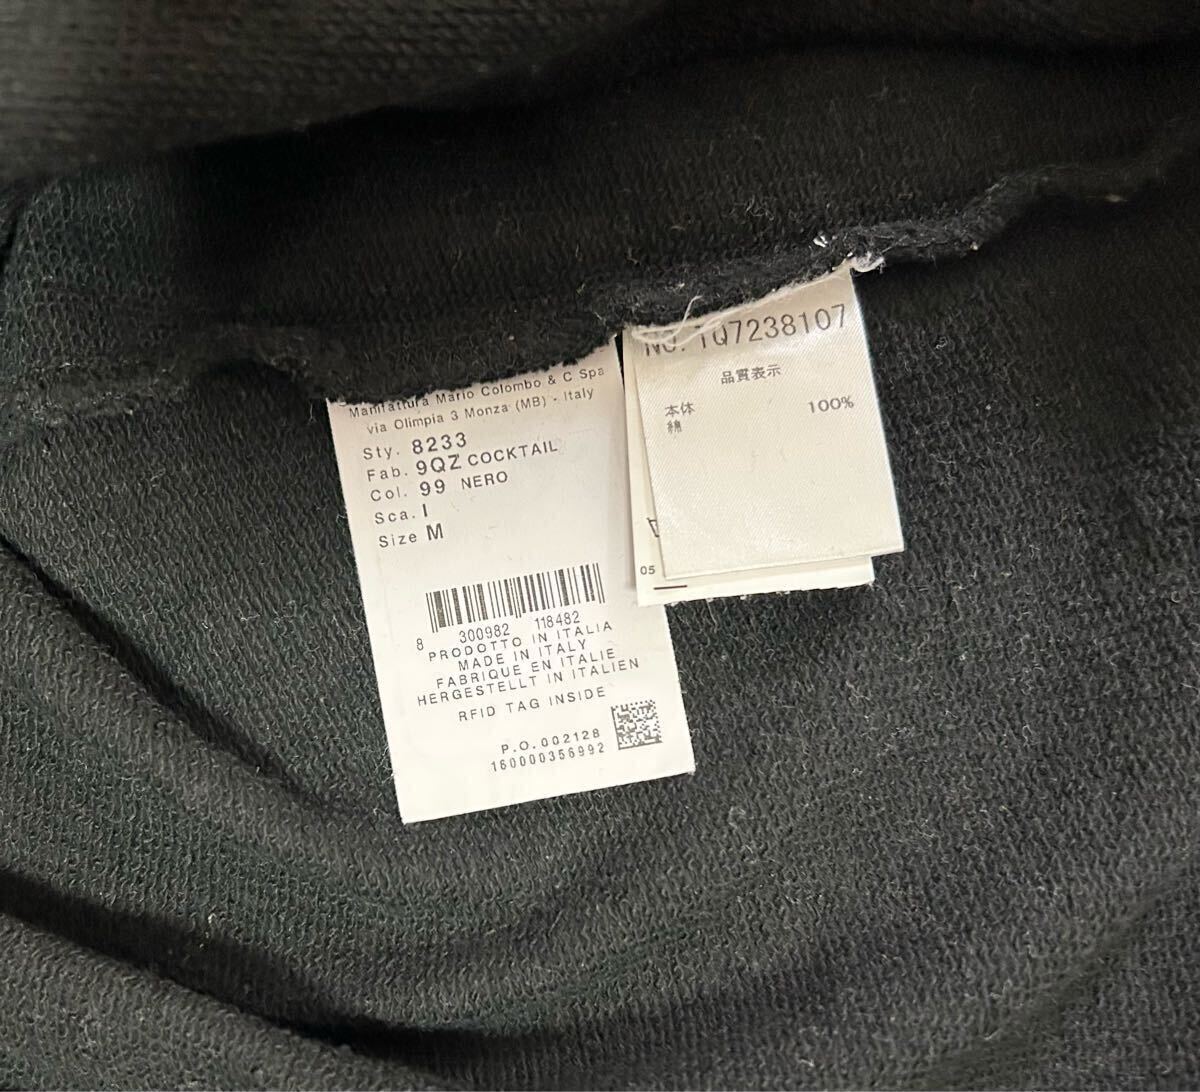 Manifattura Mario Colombo & C Spa
via Olimpia 3 Monza (MB) - Italy
Sty. 8233
Fab. 9QZ COCKTAIL
Col. 99 NERO
Sca. I
Size M
8 300982 118482
PRODOTTO IN ITALIA
MADE IN ITALY
FABRIQUE EN ITALIE
HERGESTELLT IN ITALIEN
RFID TAG INSIDE
P.O. 002128
160000356992
NO. TQ7238107
品質表示
本体
綿 100%
05